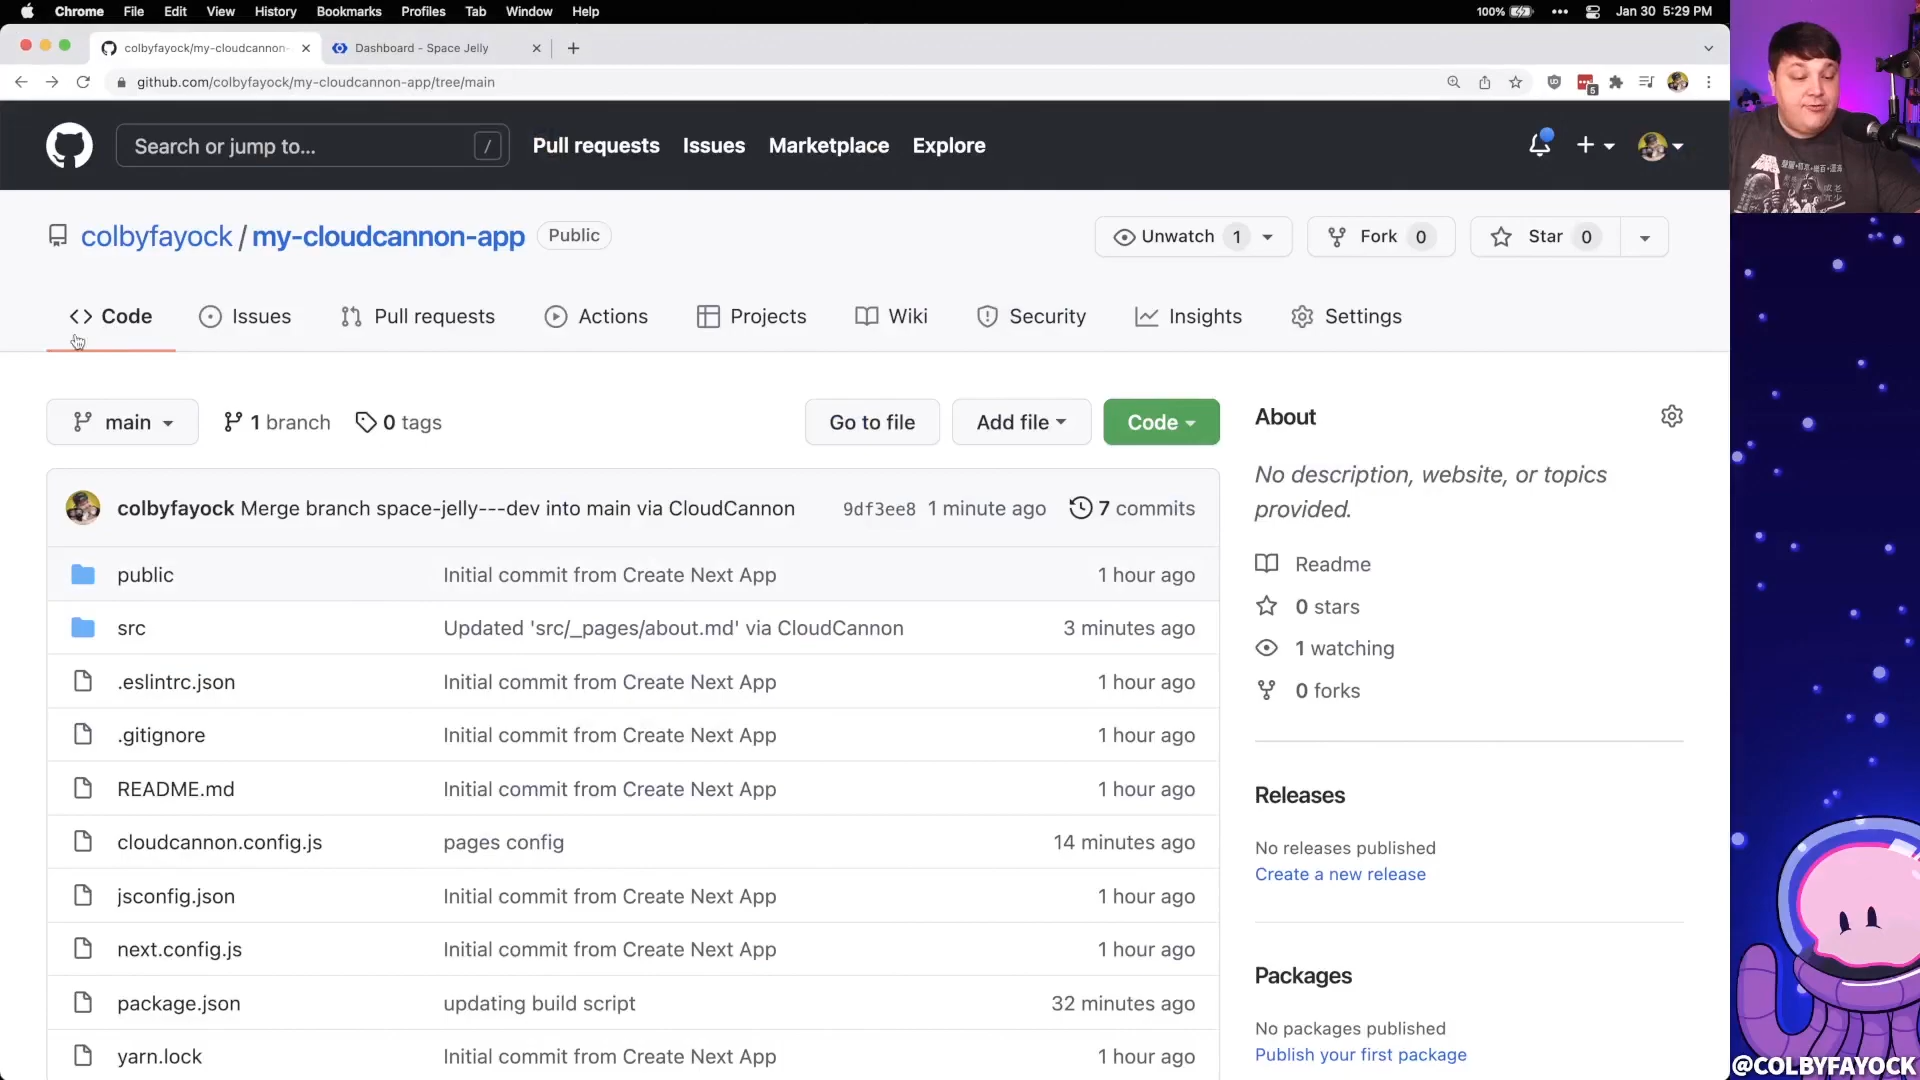 Chrome File Edit View History Bookmarks Profiles Tab Window Help 100% Jan 30 5:29 PM
colbyfayock/my-cloudcannon- Dashboard - Space Jelly
github.com/colbyfayock/my-cloudcannon-app/tree/main 5
Search or jump to... / Pull requests Issues Marketplace Explore
colbyfayock / my-cloudcannon-app Public Unwatch 1 Fork 0 Star 0
Code Issues Pull requests Actions Projects Wiki Security Insights Settings
main 1 branch 0 tags Go to file Add file Code
colbyfayock Merge branch space-jelly---dev into main via CloudCannon 9df3ee8 1 minute ago 7 commits
public Initial commit from Create Next App 1 hour ago
src Updated 'src/_pages/about.md' via CloudCannon 3 minutes ago
.eslintrc.json Initial commit from Create Next App 1 hour ago
.gitignore Initial commit from Create Next App 1 hour ago
README.md Initial commit from Create Next App 1 hour ago
cloudcannon.config.js pages config 14 minutes ago
jsconfig.json Initial commit from Create Next App 1 hour ago
next.config.js Initial commit from Create Next App 1 hour ago
package.json updating build script 32 minutes ago
yarn.lock Initial commit from Create Next App 1 hour ago
About
No description, website, or topics
provided.
Readme
0 stars
1 watching
0 forks
Releases
No releases published
Create a new release
Packages
No packages published
Publish your first package
@COLBYFAYOCK